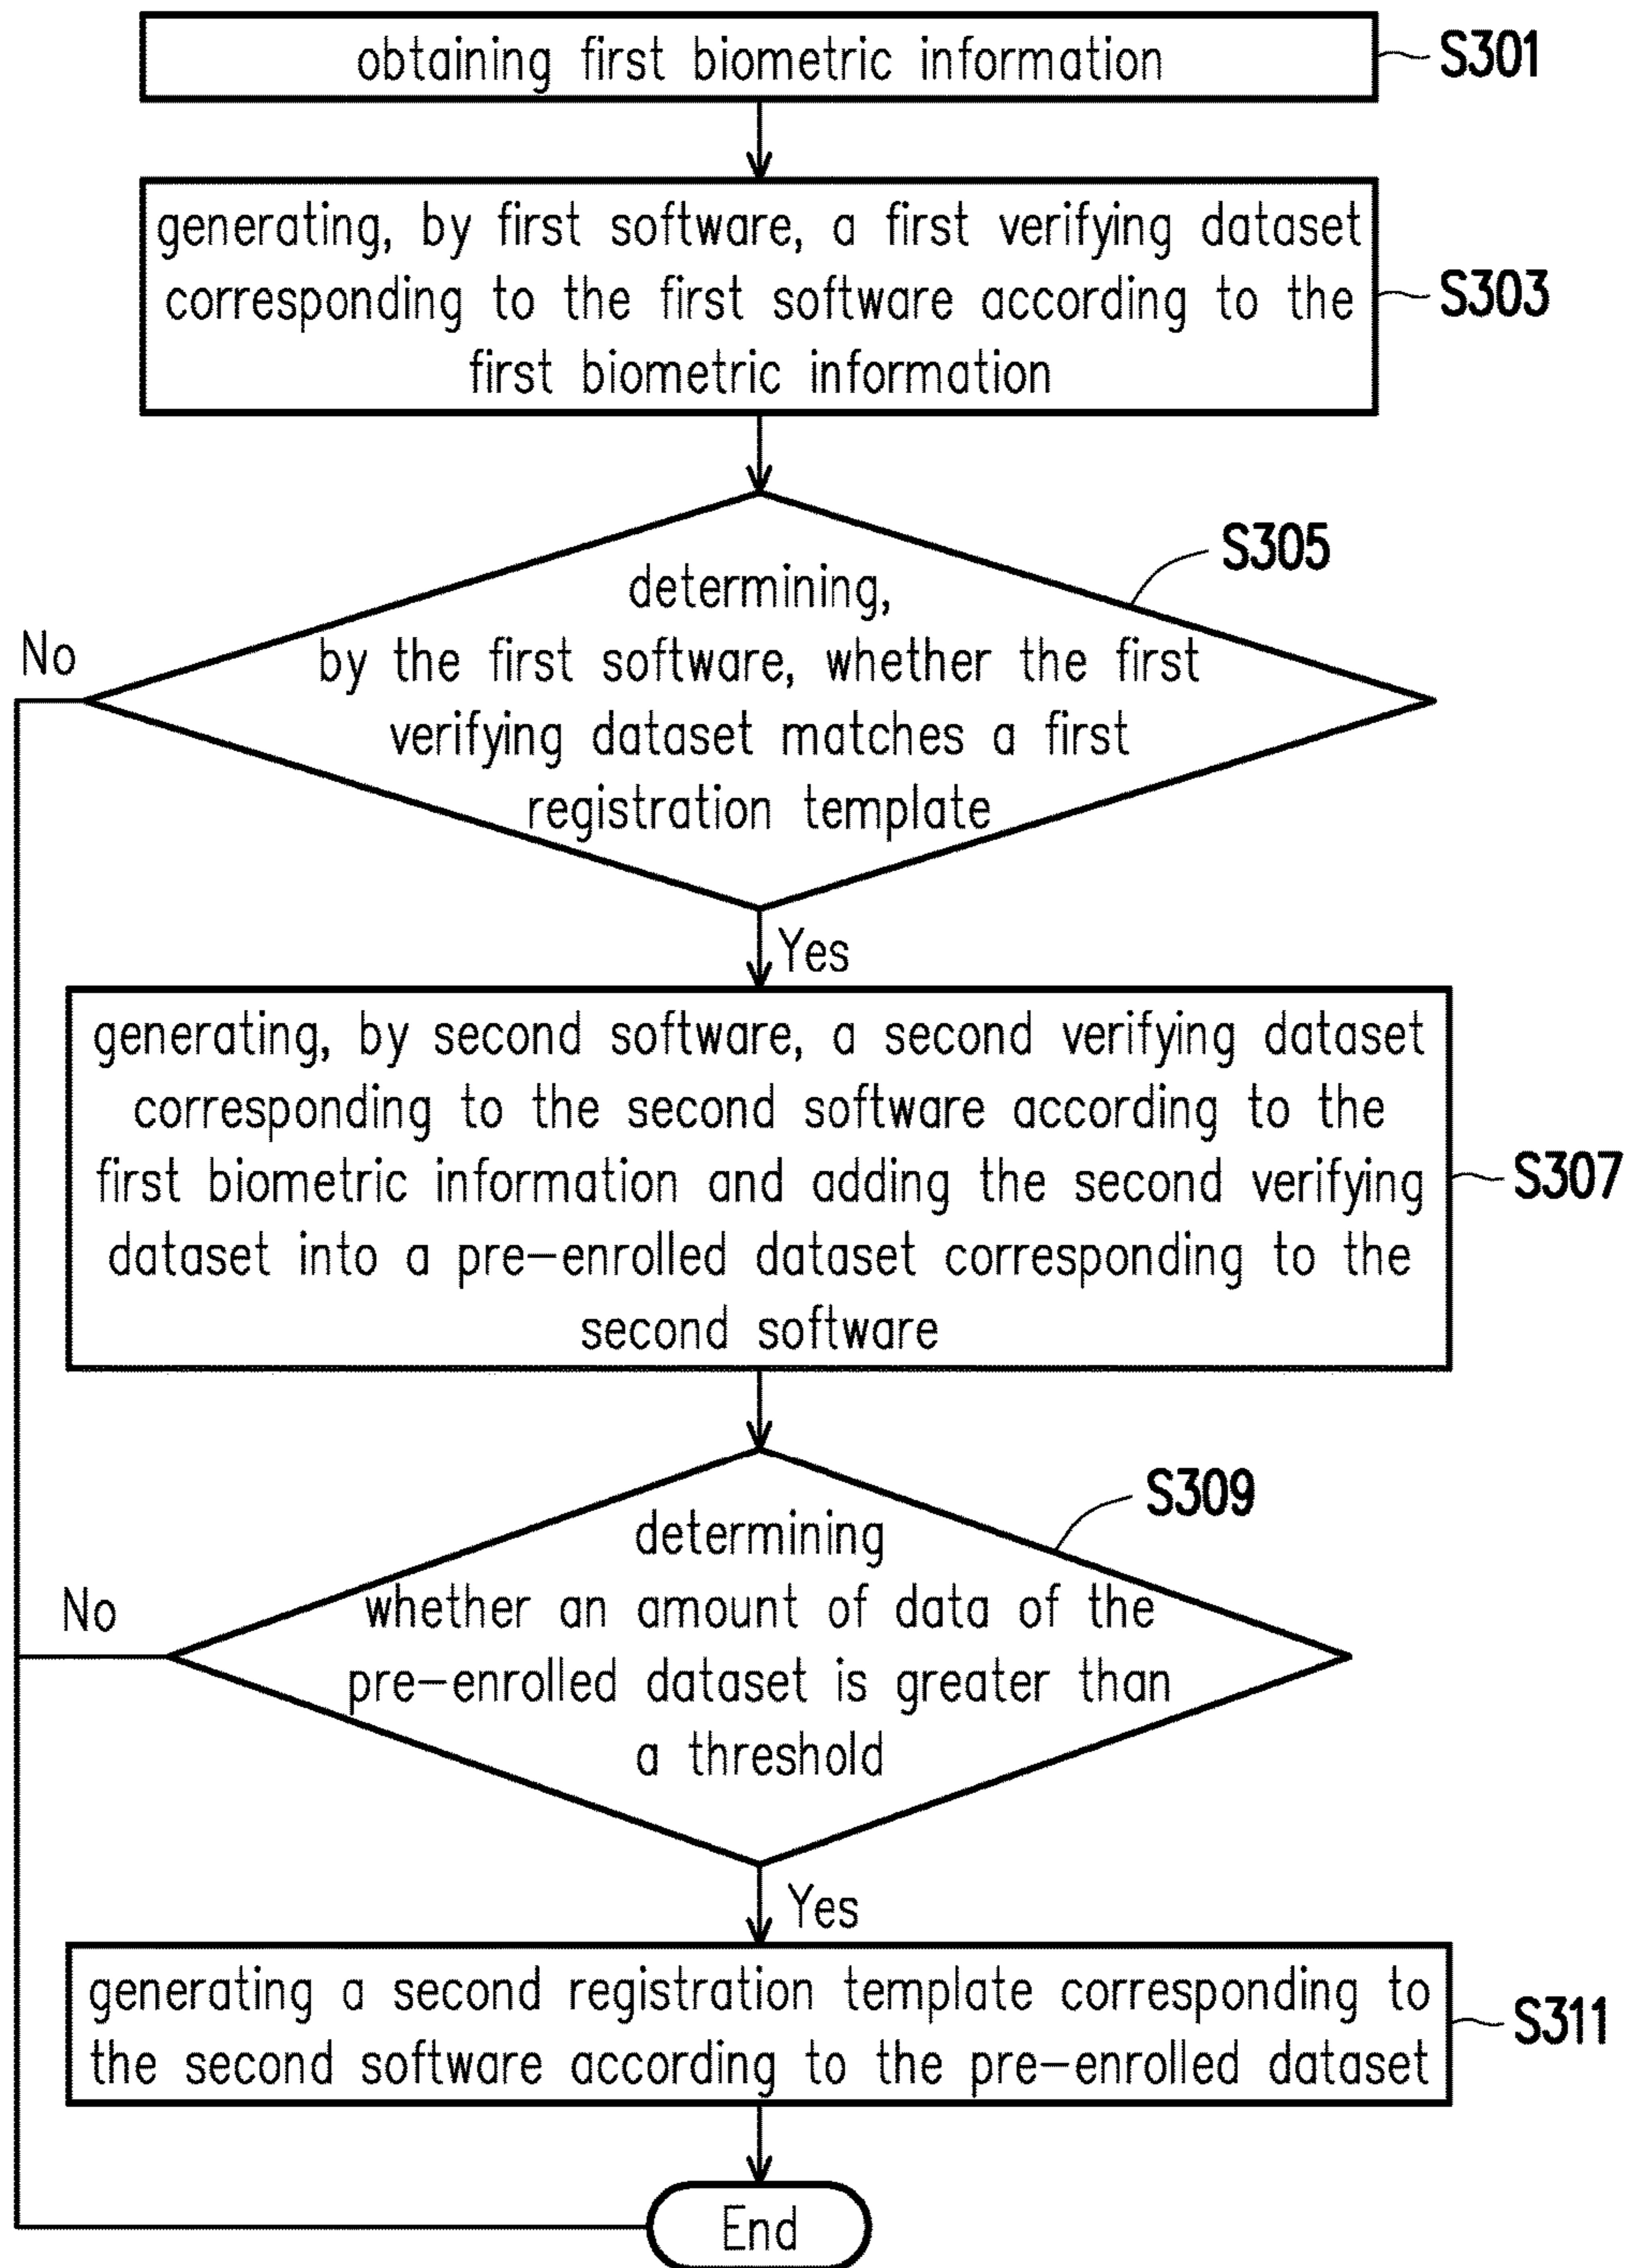 obtaining first biometric information
S301
generating, by first software, a first verifying dataset
corresponding to the first software according to the
first biometric information
S303
determining,
by the first software, whether the first
verifying dataset matches a first
registration template
S305
No
Yes
generating, by second software, a second verifying dataset
corresponding to the second software according to the
first biometric information and adding the second verifying
dataset into a pre-enrolled dataset corresponding to the
second software
S307
determining
whether an amount of data of the
pre-enrolled dataset is greater than
a threshold
S309
No
Yes
generating a second registration template corresponding to
the second software according to the pre-enrolled dataset
S311
End